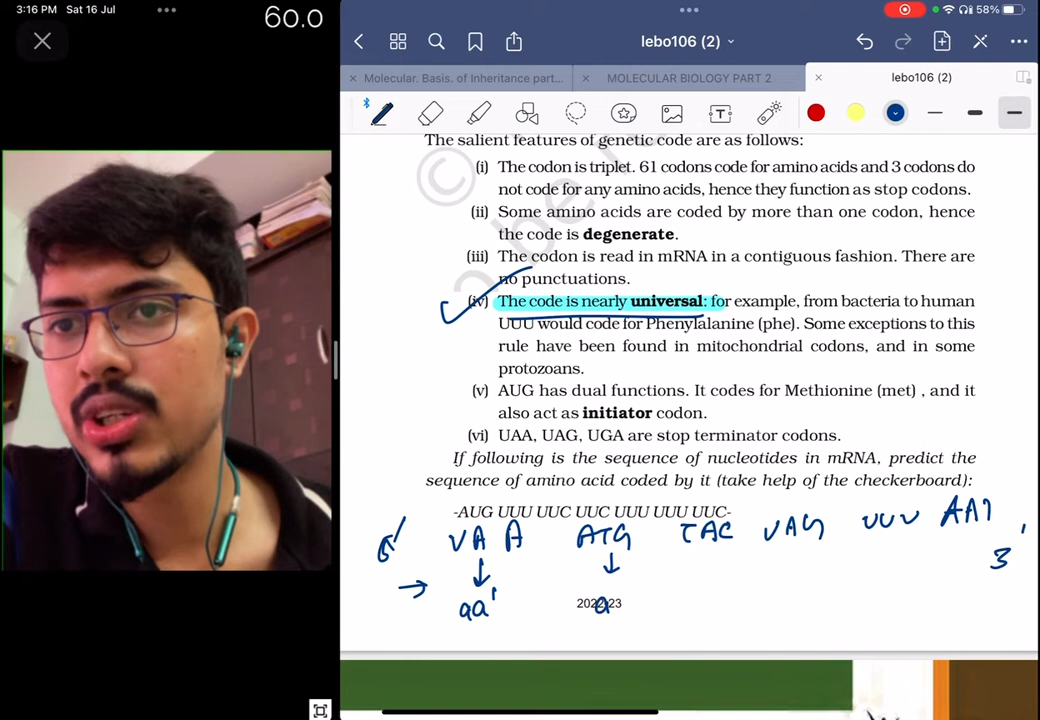 3:16 PM Sat 16 Jul
60.0
58%
lebo106 (2)
Molecular. Basis. of Inheritance part...
MOLECULAR BIOLOGY PART 2
lebo106 (2)
The salient features of genetic code are as follows:
(i) The codon is triplet. 61 codons code for amino acids and 3 codons do
not code for any amino acids, hence they function as stop codons.
(ii) Some amino acids are coded by more than one codon, hence
the code is degenerate.
(iii) The codon is read in mRNA in a contiguous fashion. There are
no punctuations.
(iv) The code is nearly universal: for example, from bacteria to human
UUU would code for Phenylalanine (phe). Some exceptions to this
rule have been found in mitochondrial codons, and in some
protozoans.
(v) AUG has dual functions. It codes for Methionine (met) , and it
also act as initiator codon.
(vi) UAA, UAG, UGA are stop terminator codons.
If following is the sequence of nucleotides in mRNA, predict the
sequence of amino acid coded by it (take help of the checkerboard):
-AUG UUU UUC UUC UUU UUU UUC-
UAA ATG TAC UAG UUU
3'
aa'
a